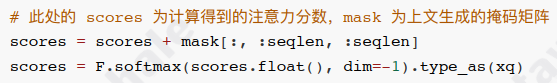 # 此处的 scores 为计算得到的注意力分数，mask 为上文生成的掩码矩阵
scores = scores + mask[:, :seqlen, :seqlen]
scores = F.softmax(scores.float(), dim=-1).type_as(xq)